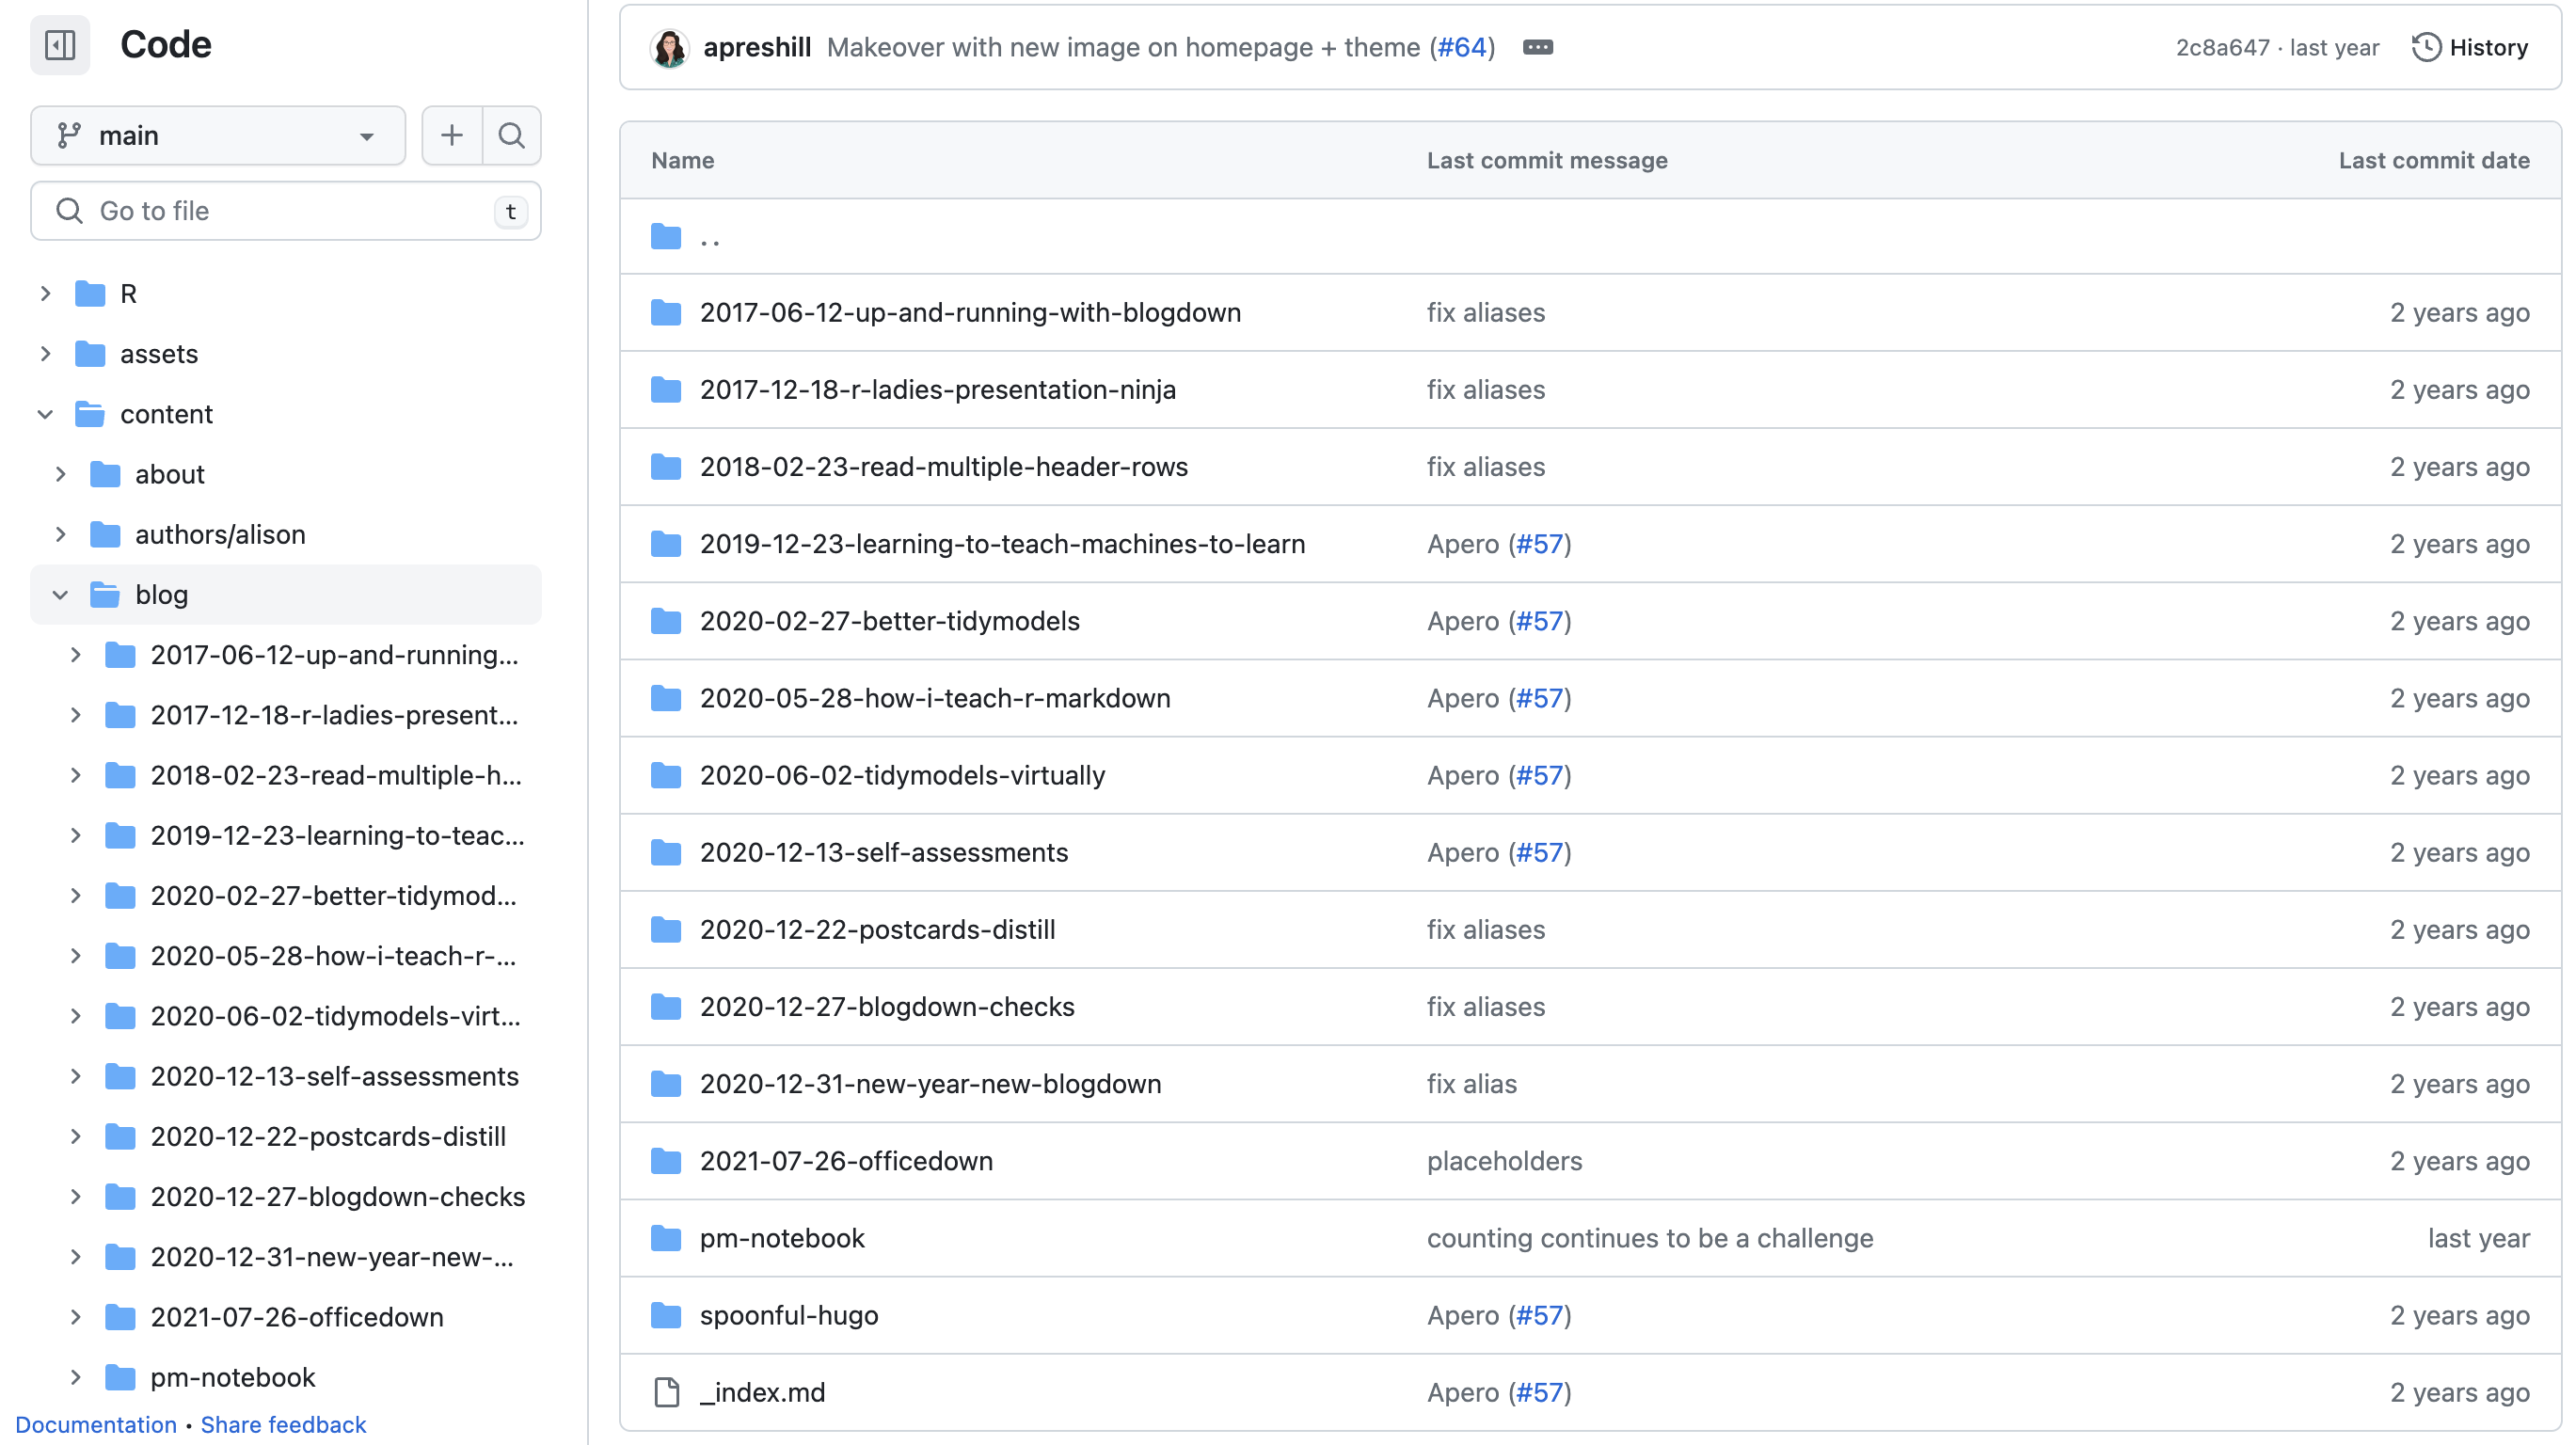 Code
main
Go to file t
R
assets
content
about
authors/alison
blog
2017-06-12-up-and-running...
2017-12-18-r-ladies-present...
2018-02-23-read-multiple-h...
2019-12-23-learning-to-teac...
2020-02-27-better-tidymod...
2020-05-28-how-i-teach-r-...
2020-06-02-tidymodels-virt...
2020-12-13-self-assessments
2020-12-22-postcards-distill
2020-12-27-blogdown-checks
2020-12-31-new-year-new-...
2021-07-26-officedown
pm-notebook
Documentation • Share feedback
apreshill Makeover with new image on homepage + theme (#64) 2c8a647 · last year History
Name Last commit message Last commit date
..
2017-06-12-up-and-running-with-blogdown fix aliases 2 years ago
2017-12-18-r-ladies-presentation-ninja fix aliases 2 years ago
2018-02-23-read-multiple-header-rows fix aliases 2 years ago
2019-12-23-learning-to-teach-machines-to-learn Apero (#57) 2 years ago
2020-02-27-better-tidymodels Apero (#57) 2 years ago
2020-05-28-how-i-teach-r-markdown Apero (#57) 2 years ago
2020-06-02-tidymodels-virtually Apero (#57) 2 years ago
2020-12-13-self-assessments Apero (#57) 2 years ago
2020-12-22-postcards-distill fix aliases 2 years ago
2020-12-27-blogdown-checks fix aliases 2 years ago
2020-12-31-new-year-new-blogdown fix alias 2 years ago
2021-07-26-officedown placeholders 2 years ago
pm-notebook counting continues to be a challenge last year
spoonful-hugo Apero (#57) 2 years ago
_index.md Apero (#57) 2 years ago